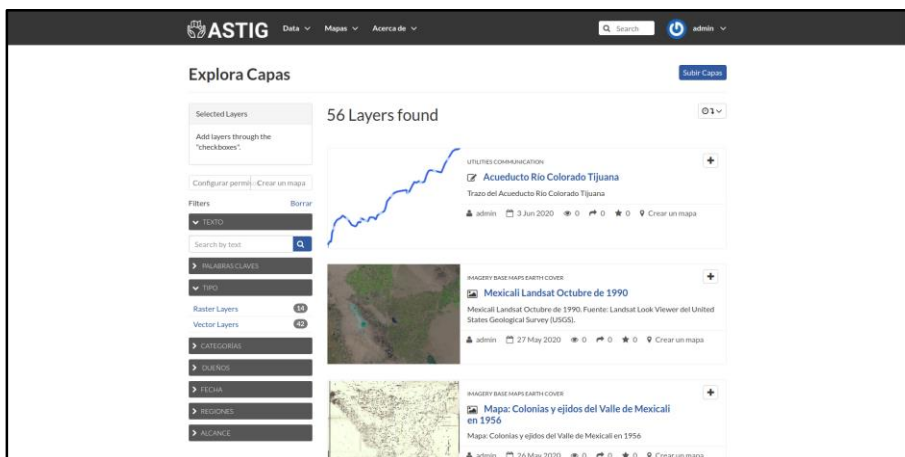 ASTIG Data Mapas Acerca de Search admin
Explora Capas Subir Capas
Selected Layers
Add layers through the
"checkboxes".
Configurar permi Crear un mapa
Filters Borrar
TEXTO
Search by text
PALABRAS CLAVES
TIPO
Raster Layers 14
Vector Layers 42
CATEGORÍAS
DUEÑOS
FECHA
REGIONES
ALCANCE
56 Layers found
UTILITIES COMMUNICATION
Acueducto Río Colorado Tijuana
Trazo del Acueducto Río Colorado Tijuana
admin 3 Jun 2020 0 0 0 Crear un mapa
IMAGERY BASE MAPS EARTH COVER
Mexicali Landsat Octubre de 1990
Mexicali Landsat Octubre de 1990. Fuente: Landsat Look Viewer del United
States Geological Survey (USGS).
admin 27 May 2020 0 0 0 Crear un mapa
IMAGERY BASE MAPS EARTH COVER
Mapa: Colonias y ejidos del Valle de Mexicali
en 1956
Mapa: Colonias y ejidos del Valle de Mexicali en 1956
admin 26 May 2020 0 0 0 Crear un mapa